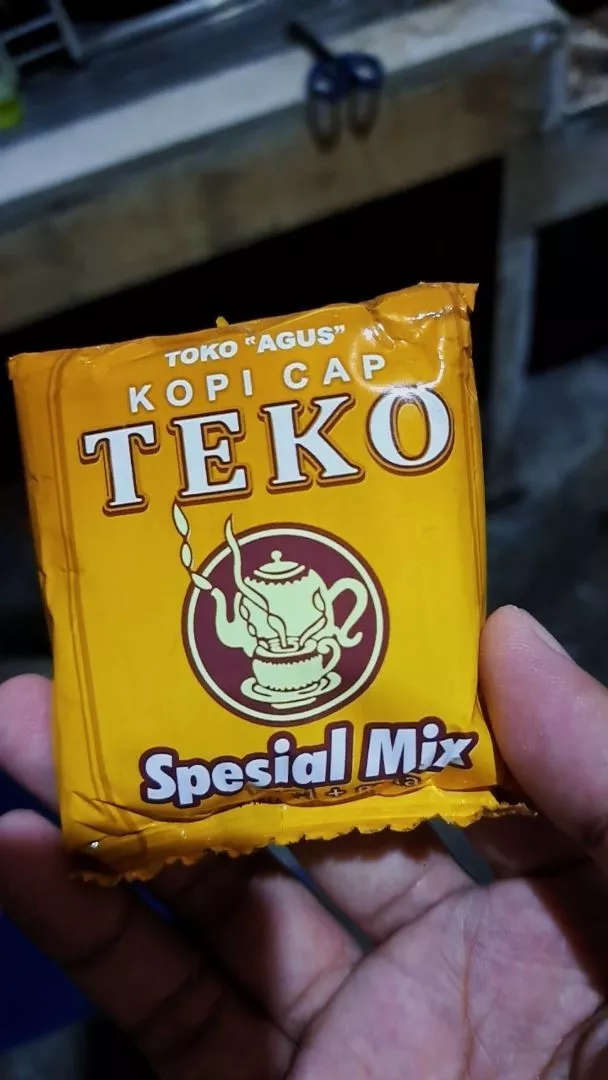 TOKO "AGUS"
KOPI CAP
TEKO
Spesial Mix